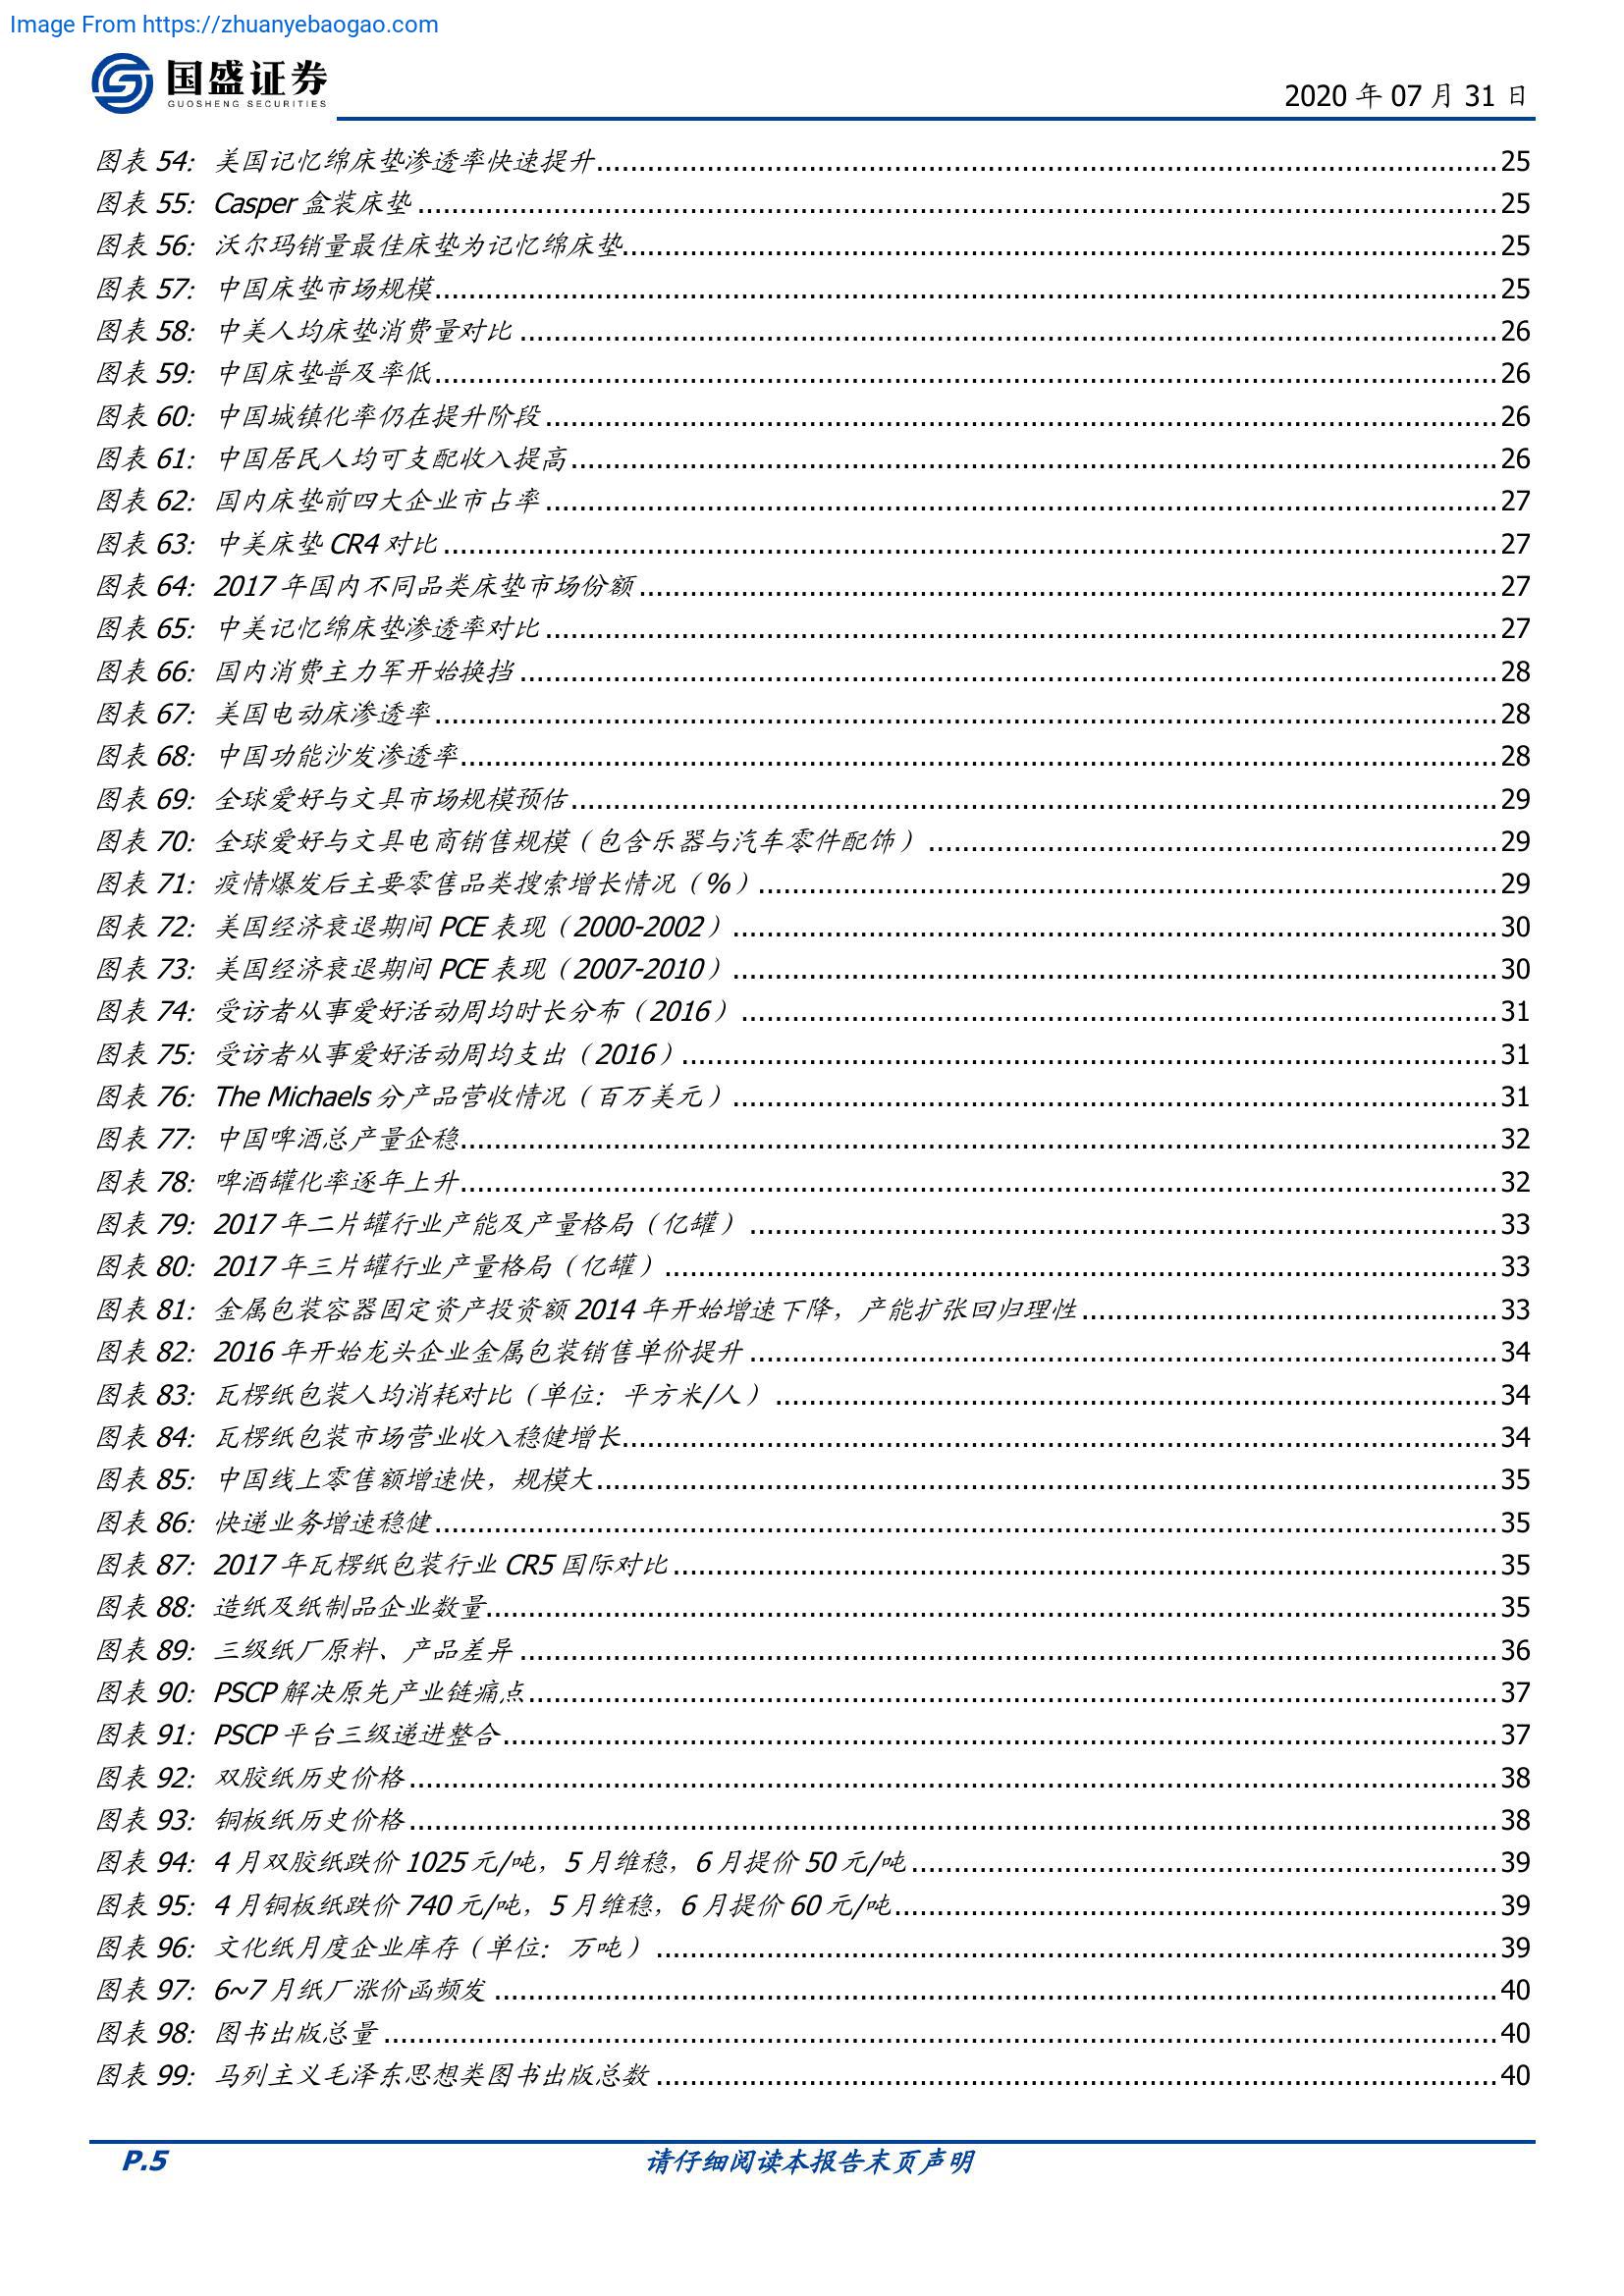 Image From https://zhuanyebaogao.com
国盛证券
GUOSHENG SECURITIES
2020 年 07 月 31 日
图表 54: 美国记忆绵床垫渗透率快速提升 25
图表 55: Casper 盒装床垫 25
图表 56: 沃尔玛销量最佳床垫为记忆绵床垫 25
图表 57: 中国床垫市场规模 25
图表 58: 中美人均床垫消费量对比 26
图表 59: 中国床垫普及率低 26
图表 60: 中国城镇化率仍在提升阶段 26
图表 61: 中国居民人均可支配收入提高 26
图表 62: 国内床垫前四大企业市占率 27
图表 63: 中美床垫 CR4 对比 27
图表 64: 2017 年国内不同品类床垫市场份额 27
图表 65: 中美记忆绵床垫渗透率对比 27
图表 66: 国内消费主力军开始换挡 28
图表 67: 美国电动床渗透率 28
图表 68: 中国功能沙发渗透率 28
图表 69: 全球爱好与文具市场规模预估 29
图表 70: 全球爱好与文具电商销售规模（包含乐器与汽车零件配饰） 29
图表 71: 疫情爆发后主要零售品类搜索增长情况（%） 29
图表 72: 美国经济衰退期间 PCE 表现（2000-2002） 30
图表 73: 美国经济衰退期间 PCE 表现（2007-2010） 30
图表 74: 受访者从事爱好活动周均时长分布（2016） 31
图表 75: 受访者从事爱好活动周均支出（2016） 31
图表 76: The Michaels 分产品营收情况（百万美元） 31
图表 77: 中国啤酒总产量企稳 32
图表 78: 啤酒罐化率逐年上升 32
图表 79: 2017 年二片罐行业产能及产量格局（亿罐） 33
图表 80: 2017 年三片罐行业产量格局（亿罐） 33
图表 81: 金属包装容器固定资产投资额 2014 年开始增速下降，产能扩张回归理性 33
图表 82: 2016 年开始龙头企业金属包装销售单价提升 34
图表 83: 瓦楞纸包装人均消耗对比（单位：平方米/人） 34
图表 84: 瓦楞纸包装市场营业收入稳健增长 34
图表 85: 中国线上零售额增速快，规模大 35
图表 86: 快递业务增速稳健 35
图表 87: 2017 年瓦楞纸包装行业 CR5 国际对比 35
图表 88: 造纸及纸制品企业数量 35
图表 89: 三级纸厂原料、产品差异 36
图表 90: PSCP 解决原先产业链痛点 37
图表 91: PSCP 平台三级递进整合 37
图表 92: 双胶纸历史价格 38
图表 93: 铜板纸历史价格 38
图表 94: 4 月双胶纸跌价 1025 元/吨，5 月维稳，6 月提价 50 元/吨 39
图表 95: 4 月铜板纸跌价 740 元/吨，5 月维稳，6 月提价 60 元/吨 39
图表 96: 文化纸月度企业库存（单位：万吨） 39
图表 97: 6~7 月纸厂涨价函频发 40
图表 98: 图书出版总量 40
图表 99: 马列主义毛泽东思想类图书出版总数 40
P.5 请仔细阅读本报告末页声明